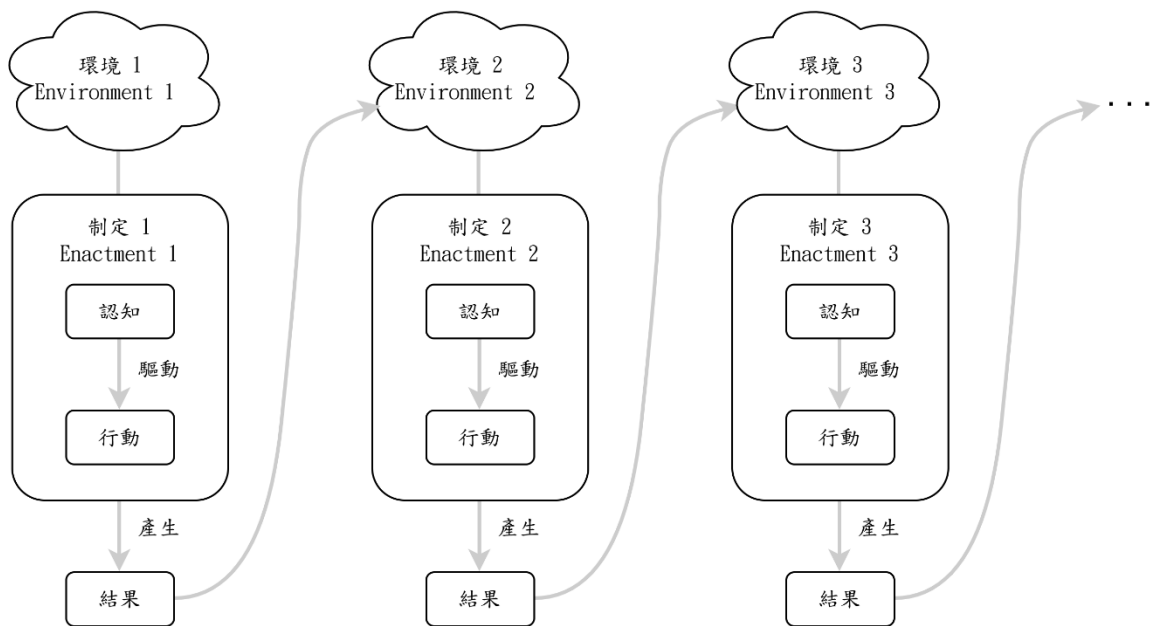 環境 1
Environment 1
制定 1
Enactment 1
認知
驅動
行動
產生
結果
環境 2
Environment 2
制定 2
Enactment 2
認知
驅動
行動
產生
結果
環境 3
Environment 3
制定 3
Enactment 3
認知
驅動
行動
產生
結果
...